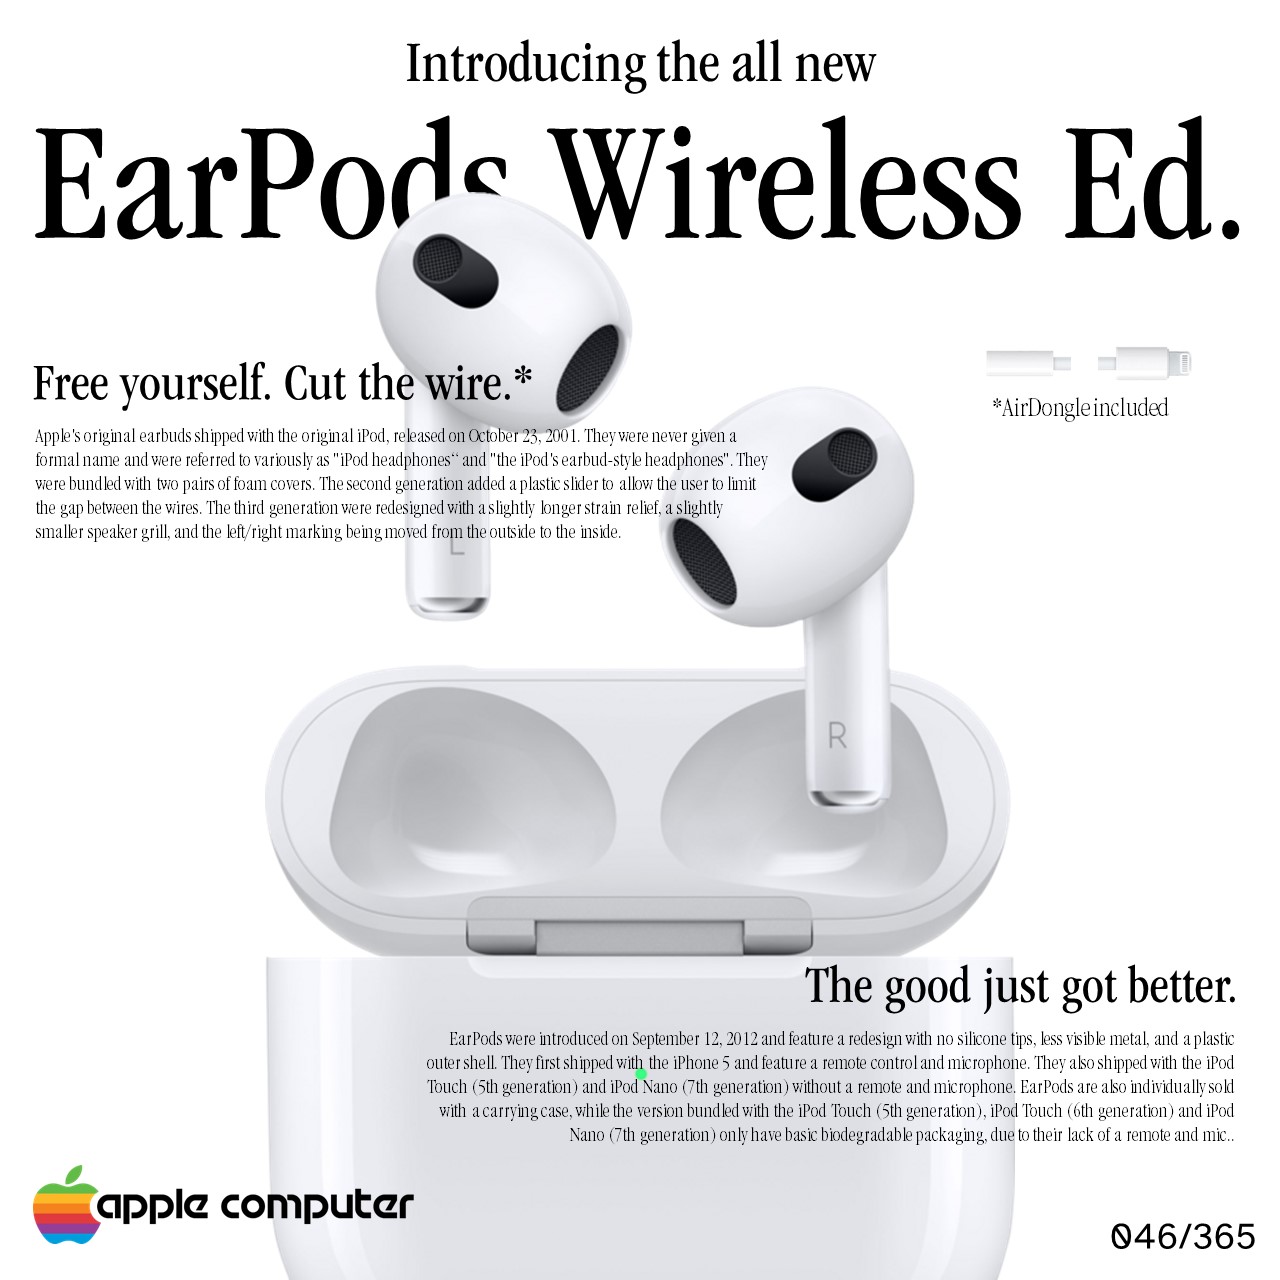 Introducing the all new
EarPods Wireless Ed.
Free yourself. Cut the wire.*
Apple's original earbuds shipped with the original iPod, released on October 23, 2001. They were never given a
formal name and were referred to variously as "iPod headphones“ and "the iPod's earbud-style headphones". They
were bundled with two pairs of foam covers. The second generation added a plastic slider to allow the user to limit
the gap between the wires. The third generation were redesigned with a slightly longer strain relief, a slightly
smaller speaker grill, and the left/right marking being moved from the outside to the inside.
*AirDongle included
L
R
The good just got better.
EarPods were introduced on September 12, 2012 and feature a redesign with no silicone tips, less visible metal, and a plastic
outer shell. They first shipped with the iPhone 5 and feature a remote control and microphone. They also shipped with the iPod
Touch (5th generation) and iPod Nano (7th generation) without a remote and microphone. EarPods are also individually sold
with a carrying case, while the version bundled with the iPod Touch (5th generation), iPod Touch (6th generation) and iPod
Nano (7th generation) only have basic biodegradable packaging, due to their lack of a remote and mic..
apple computer
046/365